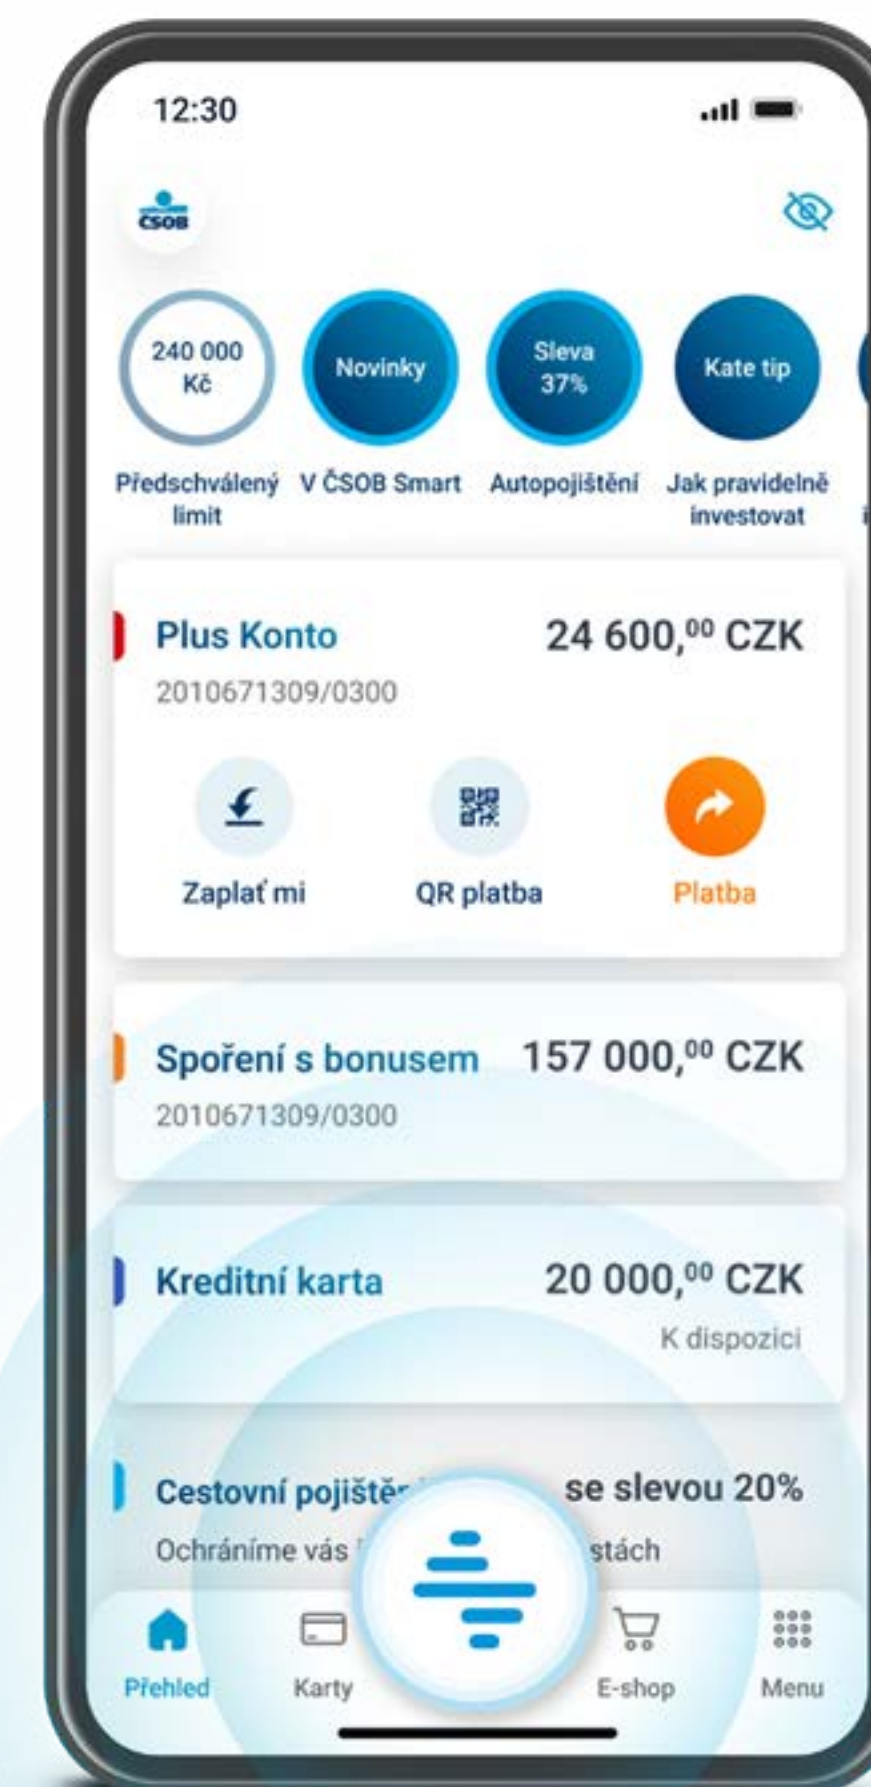 12:30
ČSOB
240 000
Kč
Novinky
Sleva
37%
Kate tip
Předschválený
limit
V ČSOB Smart
Autopojištění
Jak pravidelně
investovat
Plus Konto
24 600,00 CZK
2010671309/0300
Zaplať mi
QR platba
Platba
Spoření s bonusem
157 000,00 CZK
2010671309/0300
Kreditní karta
20 000,00 CZK
K dispozici
Cestovní
se slevou 20%
Ochráníme vás
Přehled
Karty
E-shop
Menu